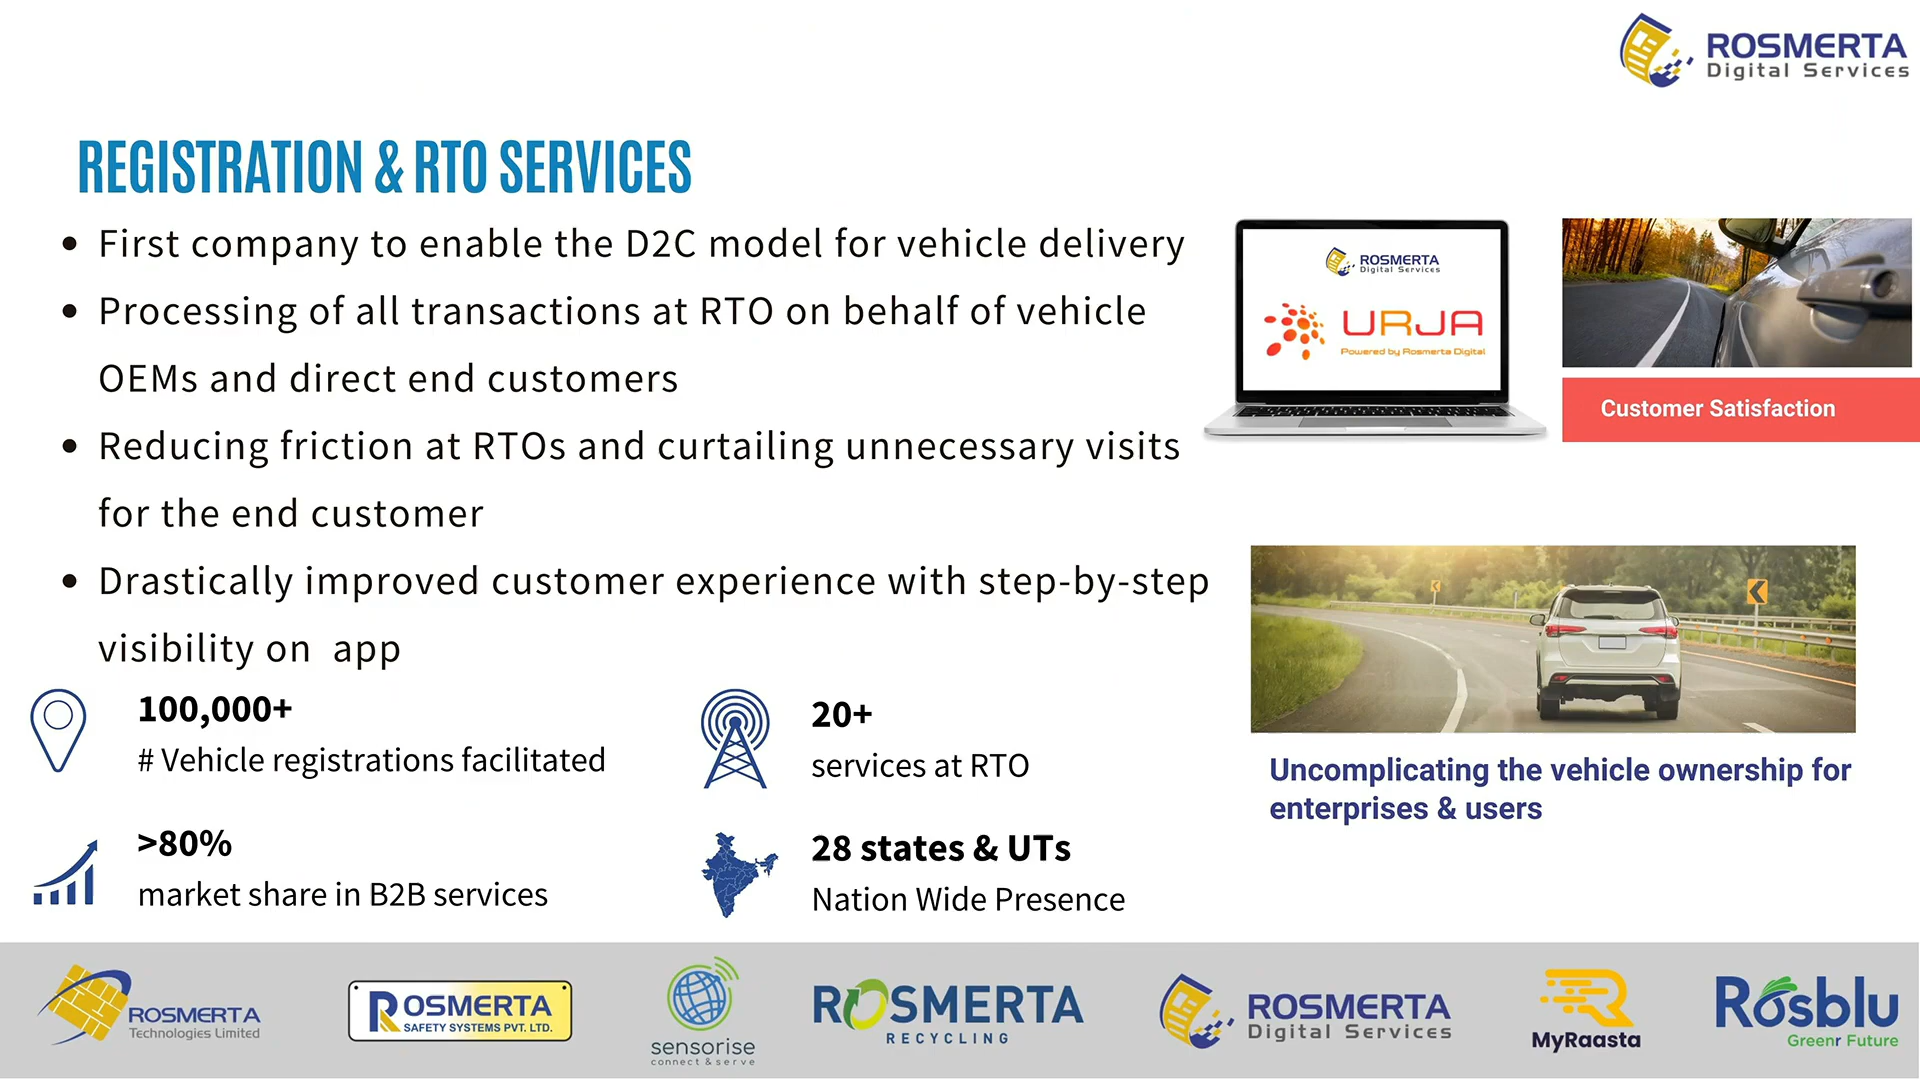 ROSMERTA
Digital Services
REGISTRATION & RTO SERVICES
• First company to enable the D2C model for vehicle delivery
• Processing of all transactions at RTO on behalf of vehicle
OEMs and direct end customers
• Reducing friction at RTOs and curtailing unnecessary visits
for the end customer
• Drastically improved customer experience with step-by-step
visibility on app
ROSMERTA
Digital Services
URJA
Powered by Rosmerta Digital
Customer Satisfaction
100,000+
# Vehicle registrations facilitated
20+
services at RTO
>80%
market share in B2B services
28 states & UTs
Nation Wide Presence
Uncomplicating the vehicle ownership for
enterprises & users
ROSMERTA
Technologies Limited
ROSMERTA
SAFETY SYSTEMS PVT. LTD.
sensorise
connect & serve
ROSMERTA
RECYCLING
ROSMERTA
Digital Services
MyRaasta
Rosblu
Greenr Future